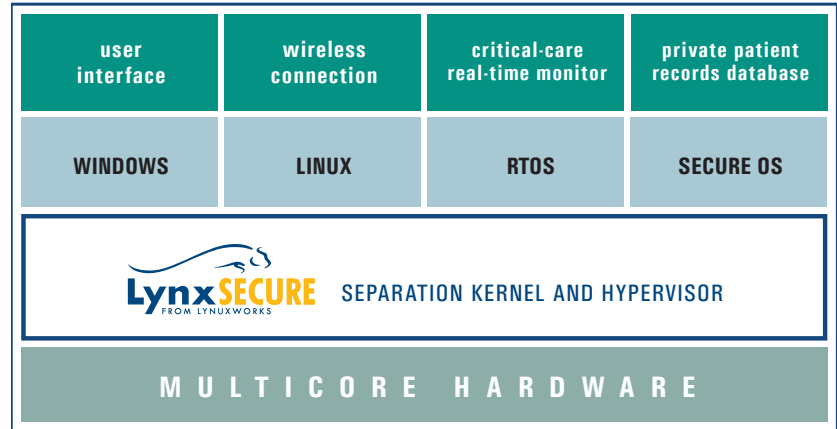 user
interface
wireless
connection
critical-care
real-time monitor
private patient
records database
WINDOWS
LINUX
RTOS
SECURE OS
LynxSECURE
FROM LYNUXWORKS
SEPARATION KERNEL AND HYPERVISOR
MULTICORE HARDWARE